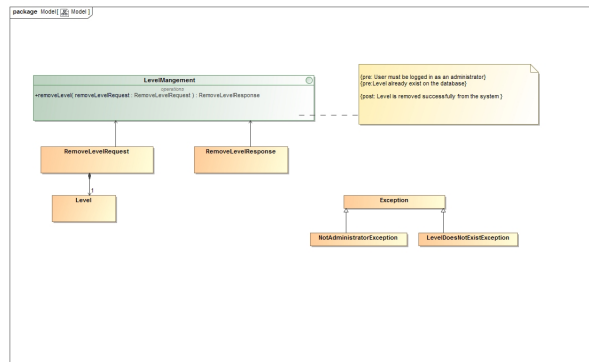 package Model[ Model ]
LevelMangement
operations
+removeLevel( removeLevelRequest : RemoveLevelRequest ) : RemoveLevelResponse
{pre: User must be logged in as an administrator}
{pre:Level already exist on the database}
{post: Level is removed successfully from the system }
RemoveLevelRequest
RemoveLevelResponse
1
Level
Exception
NotAdministratorException
LevelDoesNotExistException